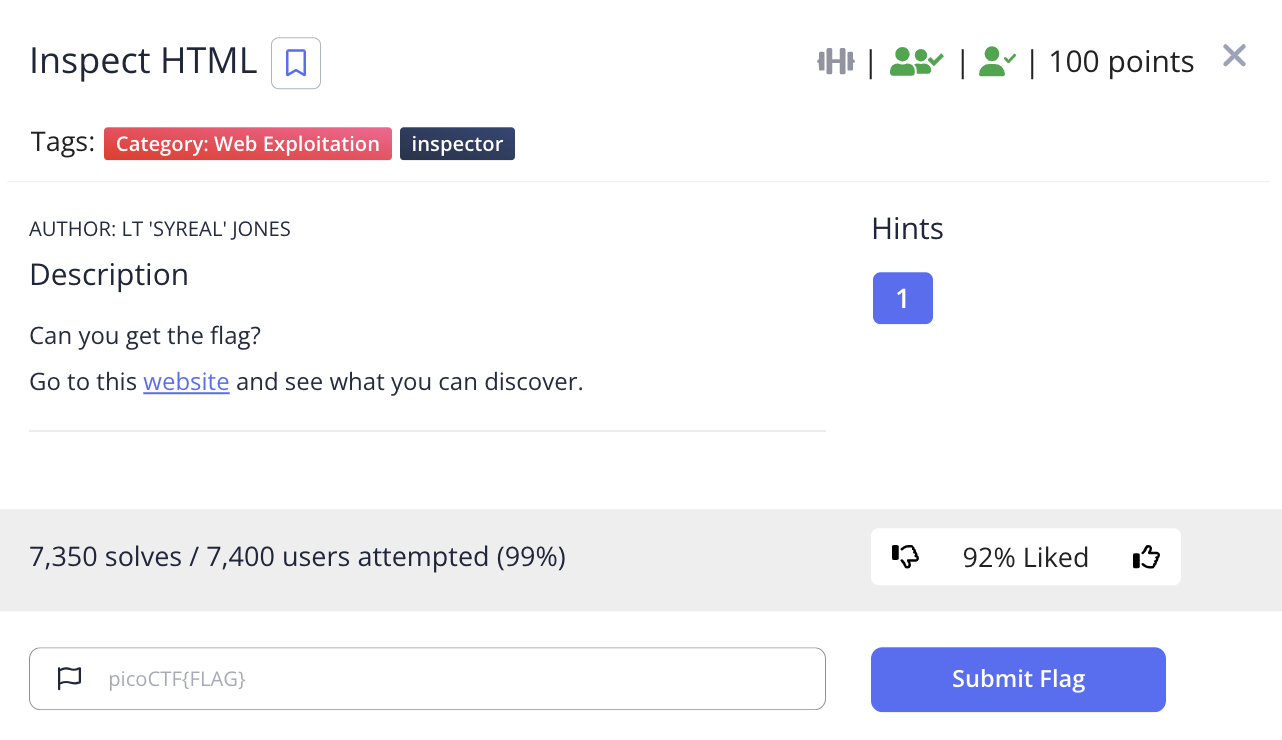 Inspect HTML
| | | 100 points
Tags: Category: Web Exploitation inspector
AUTHOR: LT 'SYREAL' JONES
Description
Can you get the flag?
Go to this website and see what you can discover.
Hints
1
7,350 solves / 7,400 users attempted (99%)
92% Liked
picoCTF{FLAG}
Submit Flag